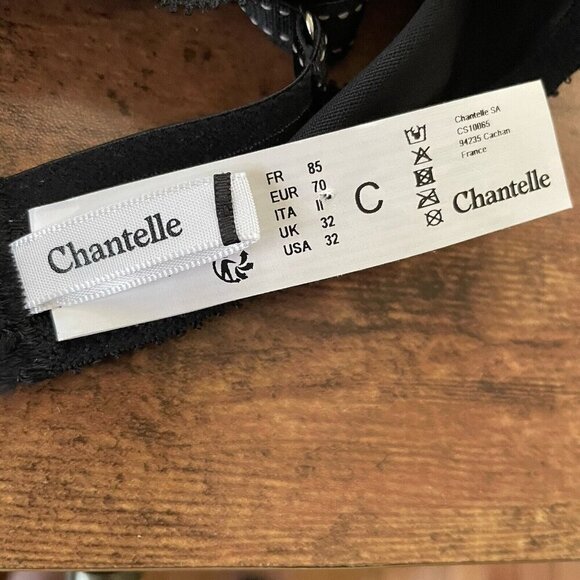 Chantelle
FR 85
EUR 70
ITA II
UK 32
USA 32
C
Chantelle SA
CS10065
94235 Cachan
France
Chantelle